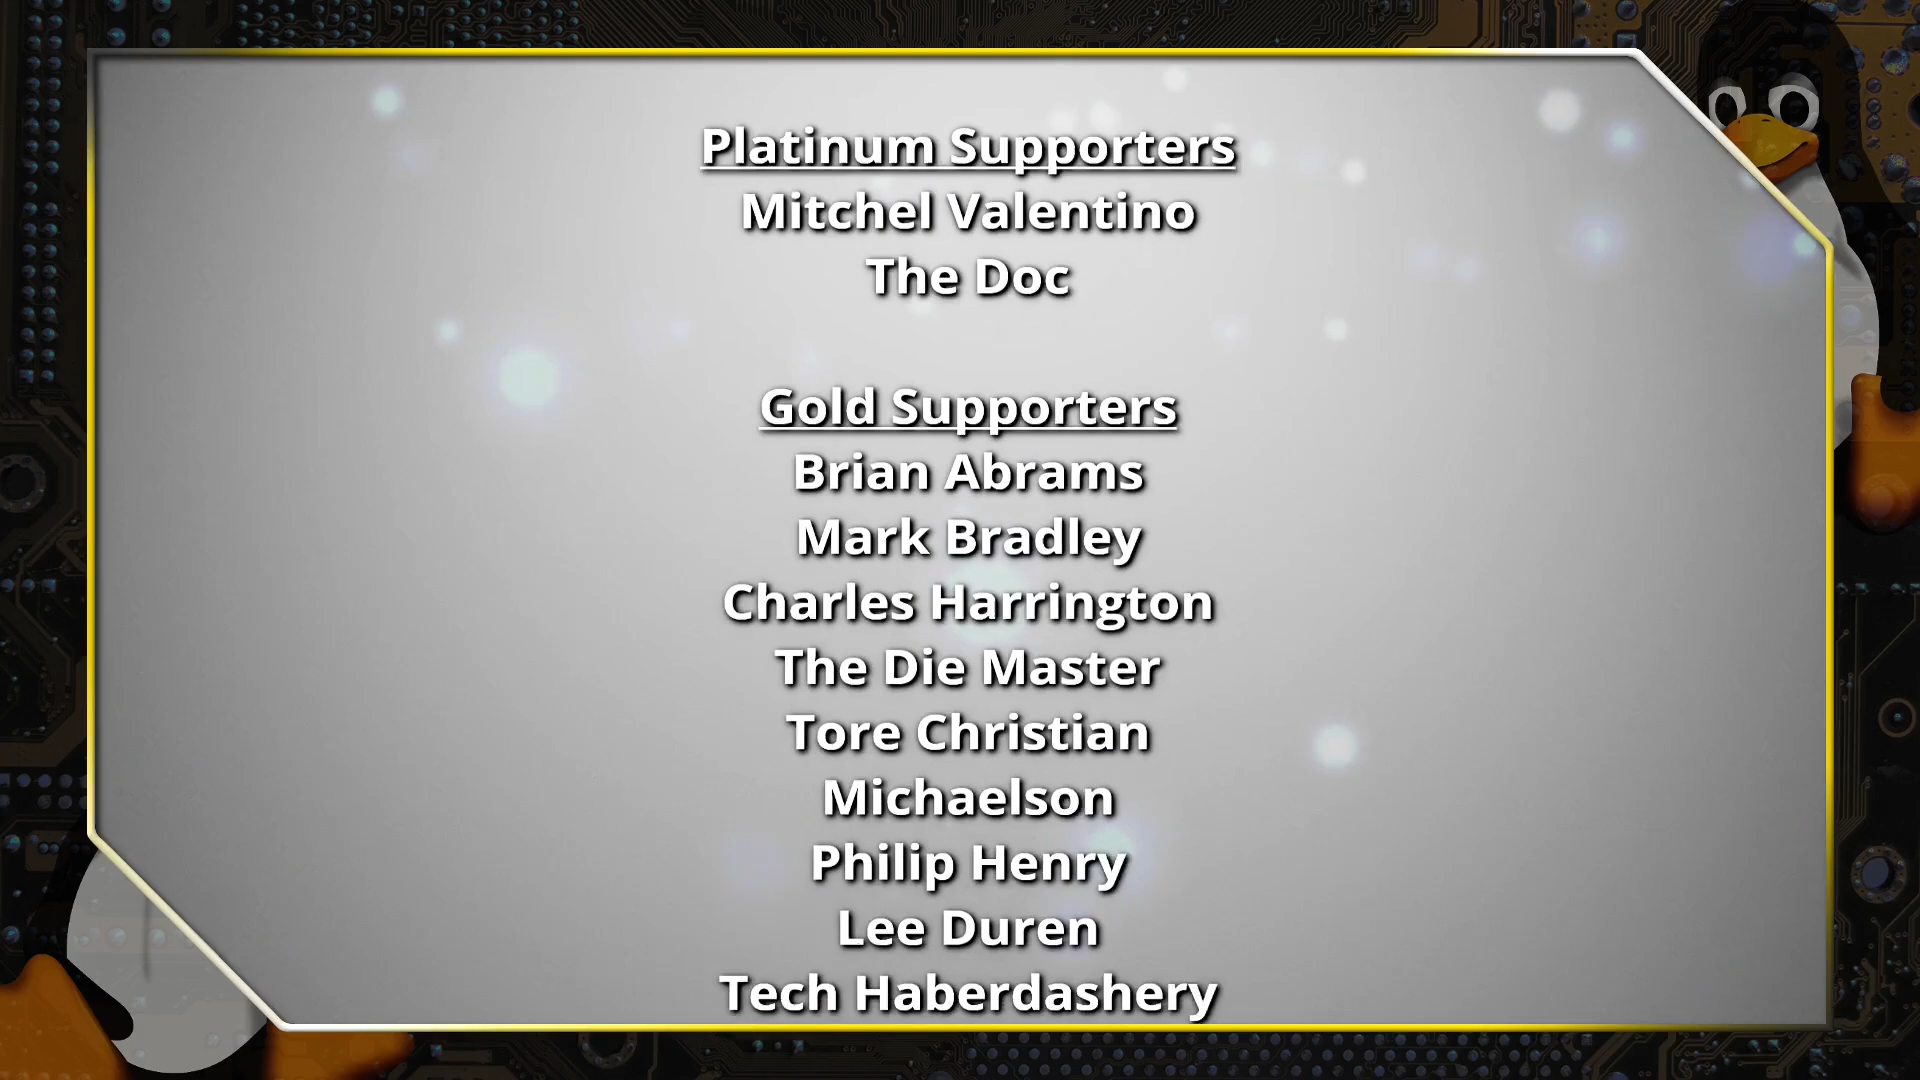 Platinum Supporters
Mitchel Valentino
The Doc
Gold Supporters
Brian Abrams
Mark Bradley
Charles Harrington
The Die Master
Tore Christian
Michaelson
Philip Henry
Lee Duren
Tech Haberdashery